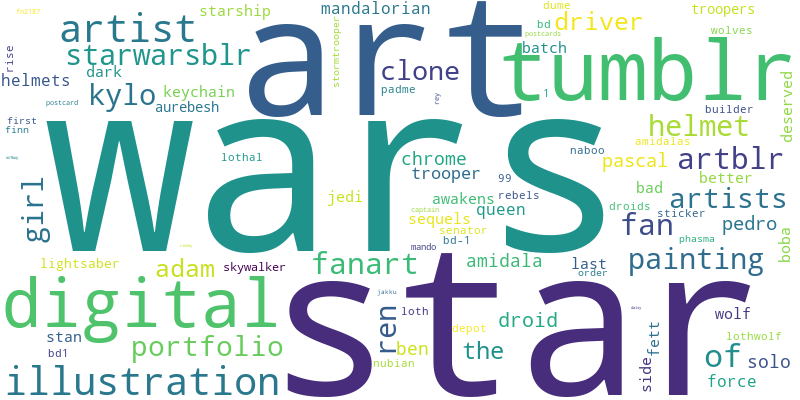 fn2187
art
starship
mandalorian
dume
troopers
artist
stormtrooper
bd
driver
wolves
postcards
rise
starwarsblr
batch
tumblr
helmets
dark
clone
kylo
keychain
padme
1
deserved
postcard
aurebesh
rey
builder
first
wars
helmet
finn
amidalas
lothal
chrome
naboo
pascal
artblr
trooper
99
better
girl
jedi
awakens
rebels
bad
artists
captain
sequels
queen
droids
sticker
senator
fan
pedro
mando
bd-1
phasma
boba
lightsaber
adam
skywalker
fanart
star
amidala
last
order
painting
digital
jakku
ren
loth
droid
wolf
stan
depot
fett
lothwolf
bd1
portfolio
nubian
ben
the
of
solo
illustration
side
force